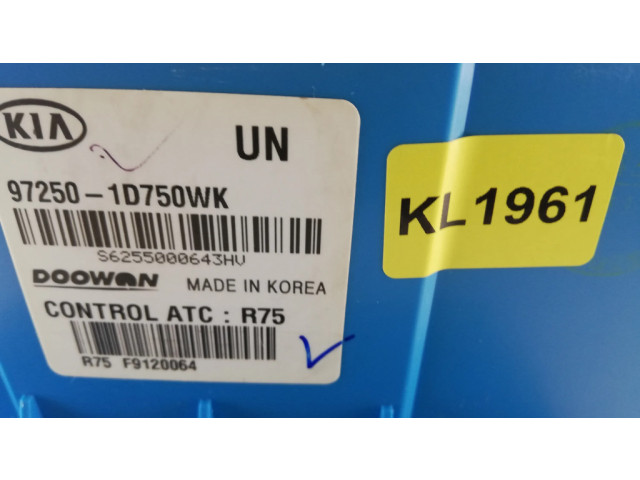 KIA
UN
97250-1D750WK
S6255000643HV
DOOWON MADE IN KOREA
CONTROL ATC : R75
R75 F9120064
KL1961